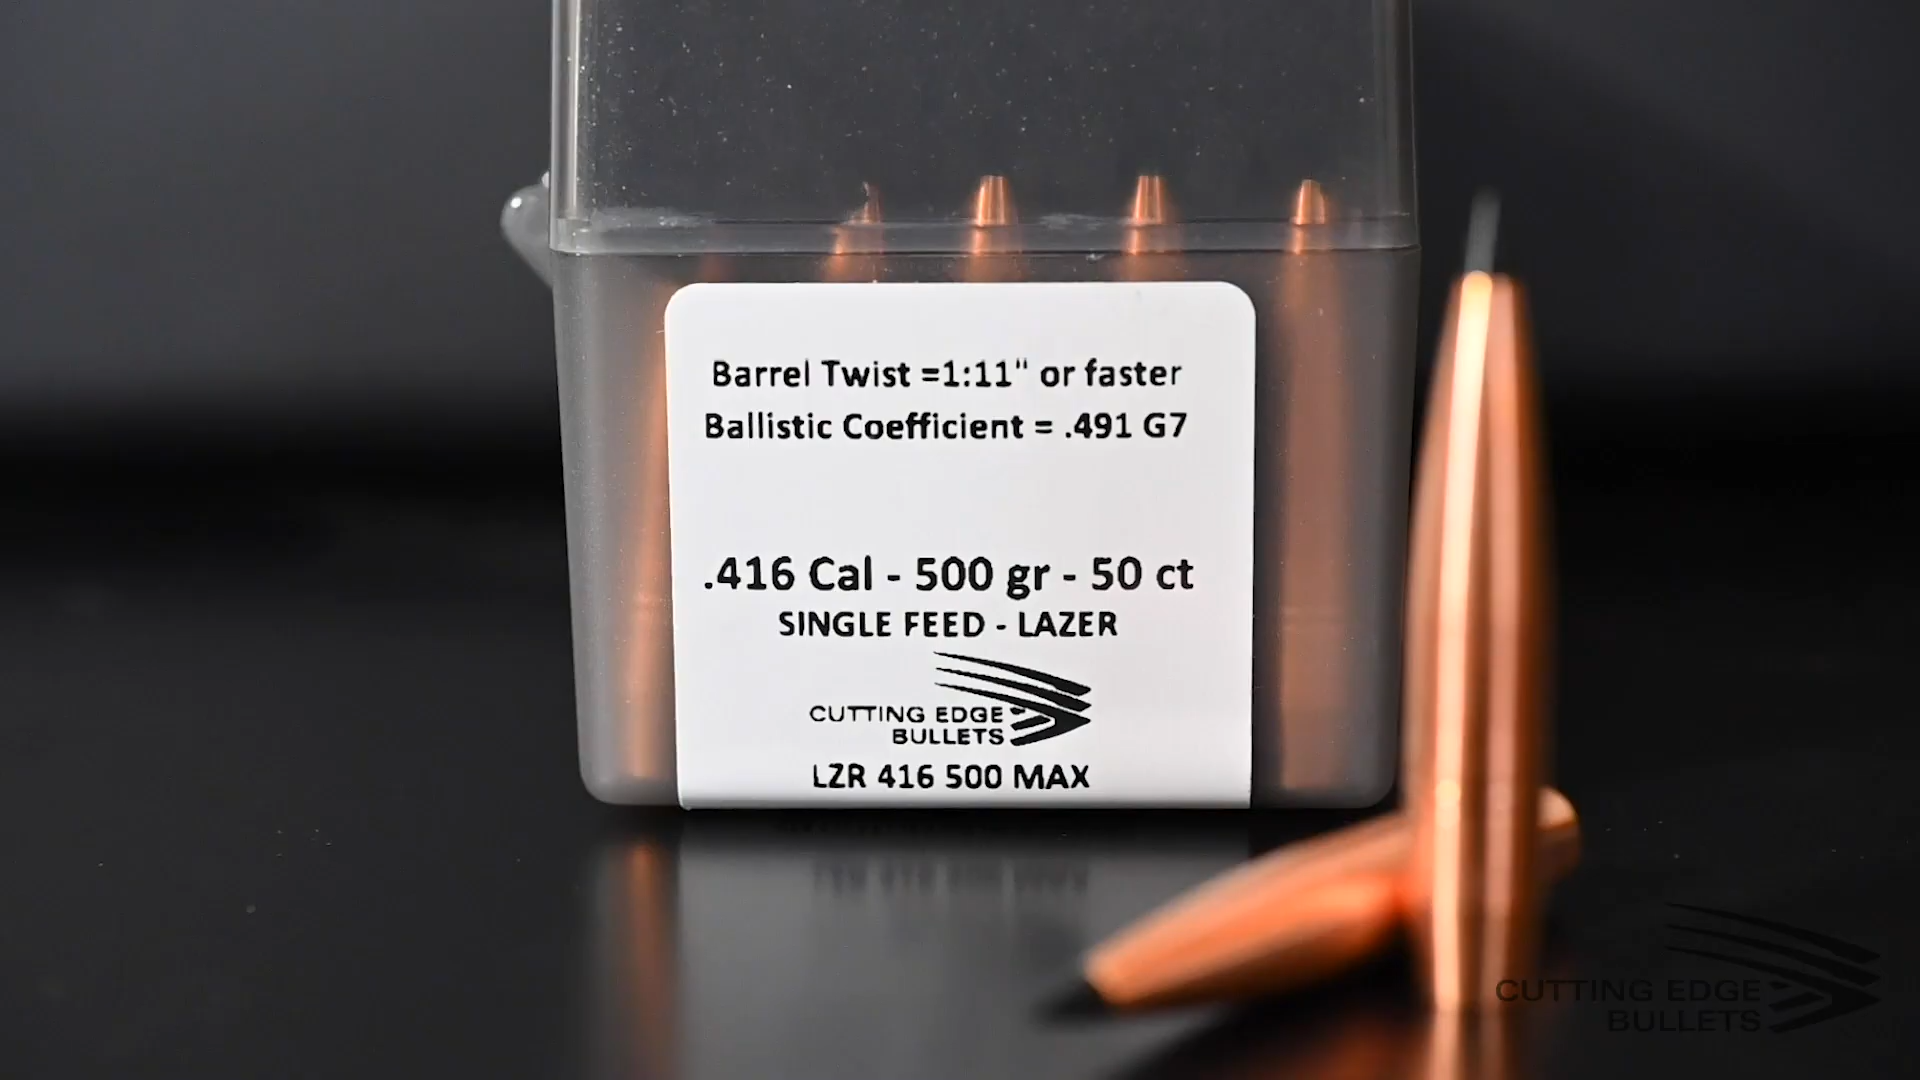 Barrel Twist =1:11" or faster
Ballistic Coefficient = .491 G7
.416 Cal - 500 gr - 50 ct
SINGLE FEED - LAZER
CUTTING EDGE
BULLETS
LZR 416 500 MAX
CUTTING EDGE
BULLETS